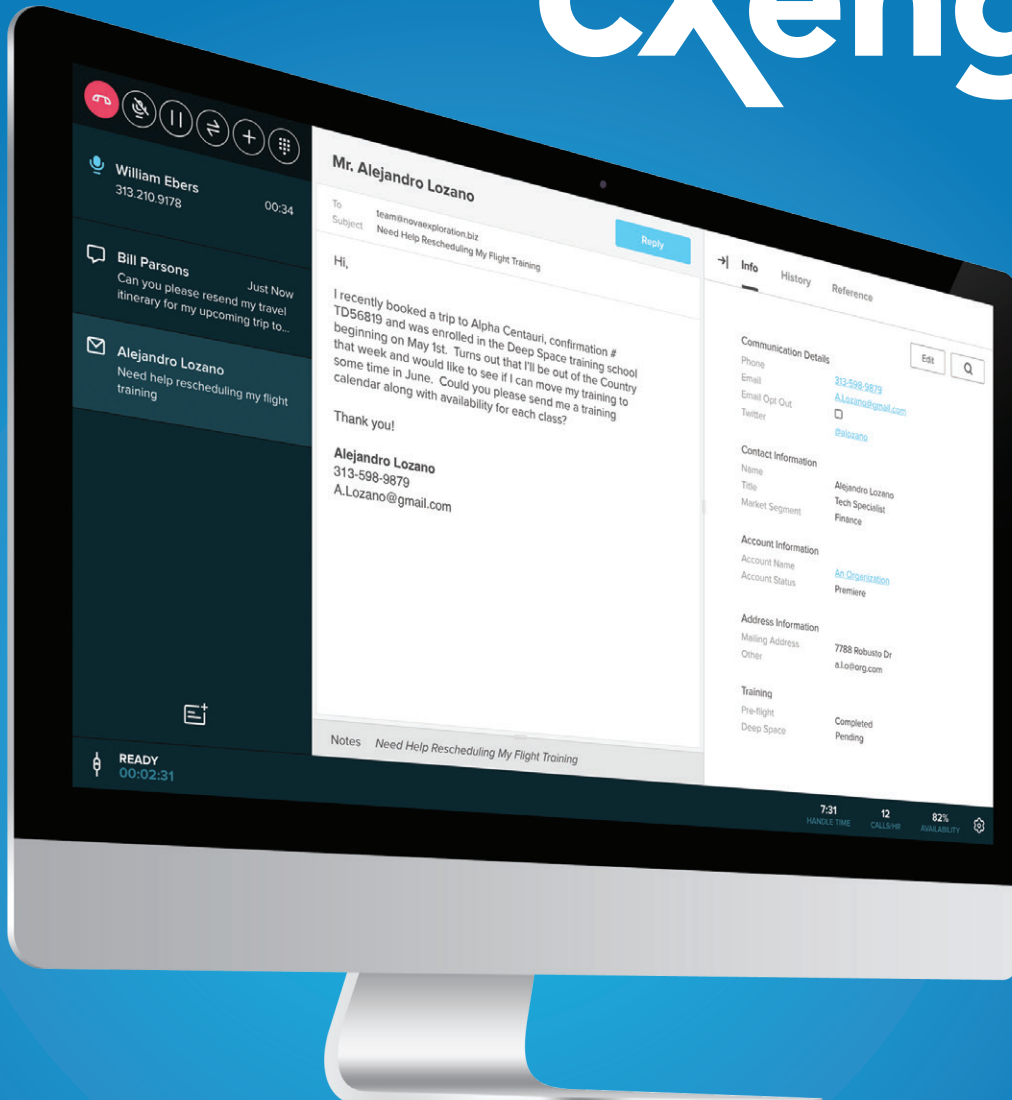 cxeng
William Ebers
313.210.9178
00:34
Bill Parsons
Just Now
Can you please resend my travel
itinerary for my upcoming trip to...
Alejandro Lozano
Need help rescheduling my flight
training
READY
00:02:31
Mr. Alejandro Lozano
To team@novaexploration.biz
Subject Need Help Rescheduling My Flight Training
Reply
Hi,
I recently booked a trip to Alpha Centauri, confirmation #
TD56819 and was enrolled in the Deep Space training school
beginning on May 1st. Turns out that I'll be out of the Country
that week and would like to see if I can move my training to
some time in June. Could you please send me a training
calendar along with availability for each class?
Thank you!
Alejandro Lozano
313-598-9879
A.Lozano@gmail.com
Notes Need Help Rescheduling My Flight Training
Info History Reference
Communication Details
Edit
Phone 313-598-9879
Email A.Lozano@gmail.com
Email Opt Out
Twitter @alozano
Contact Information
Name Alejandro Lozano
Title Tech Specialist
Market Segment Finance
Account Information
Account Name An Organization
Account Status Premiere
Address Information
Mailing Address 7788 Robusto Dr
Other a.l.o@org.com
Training
Pre-flight Completed
Deep Space Pending
7:31 12 82%
HANDLE TIME CALLS/HR AVAILABILITY